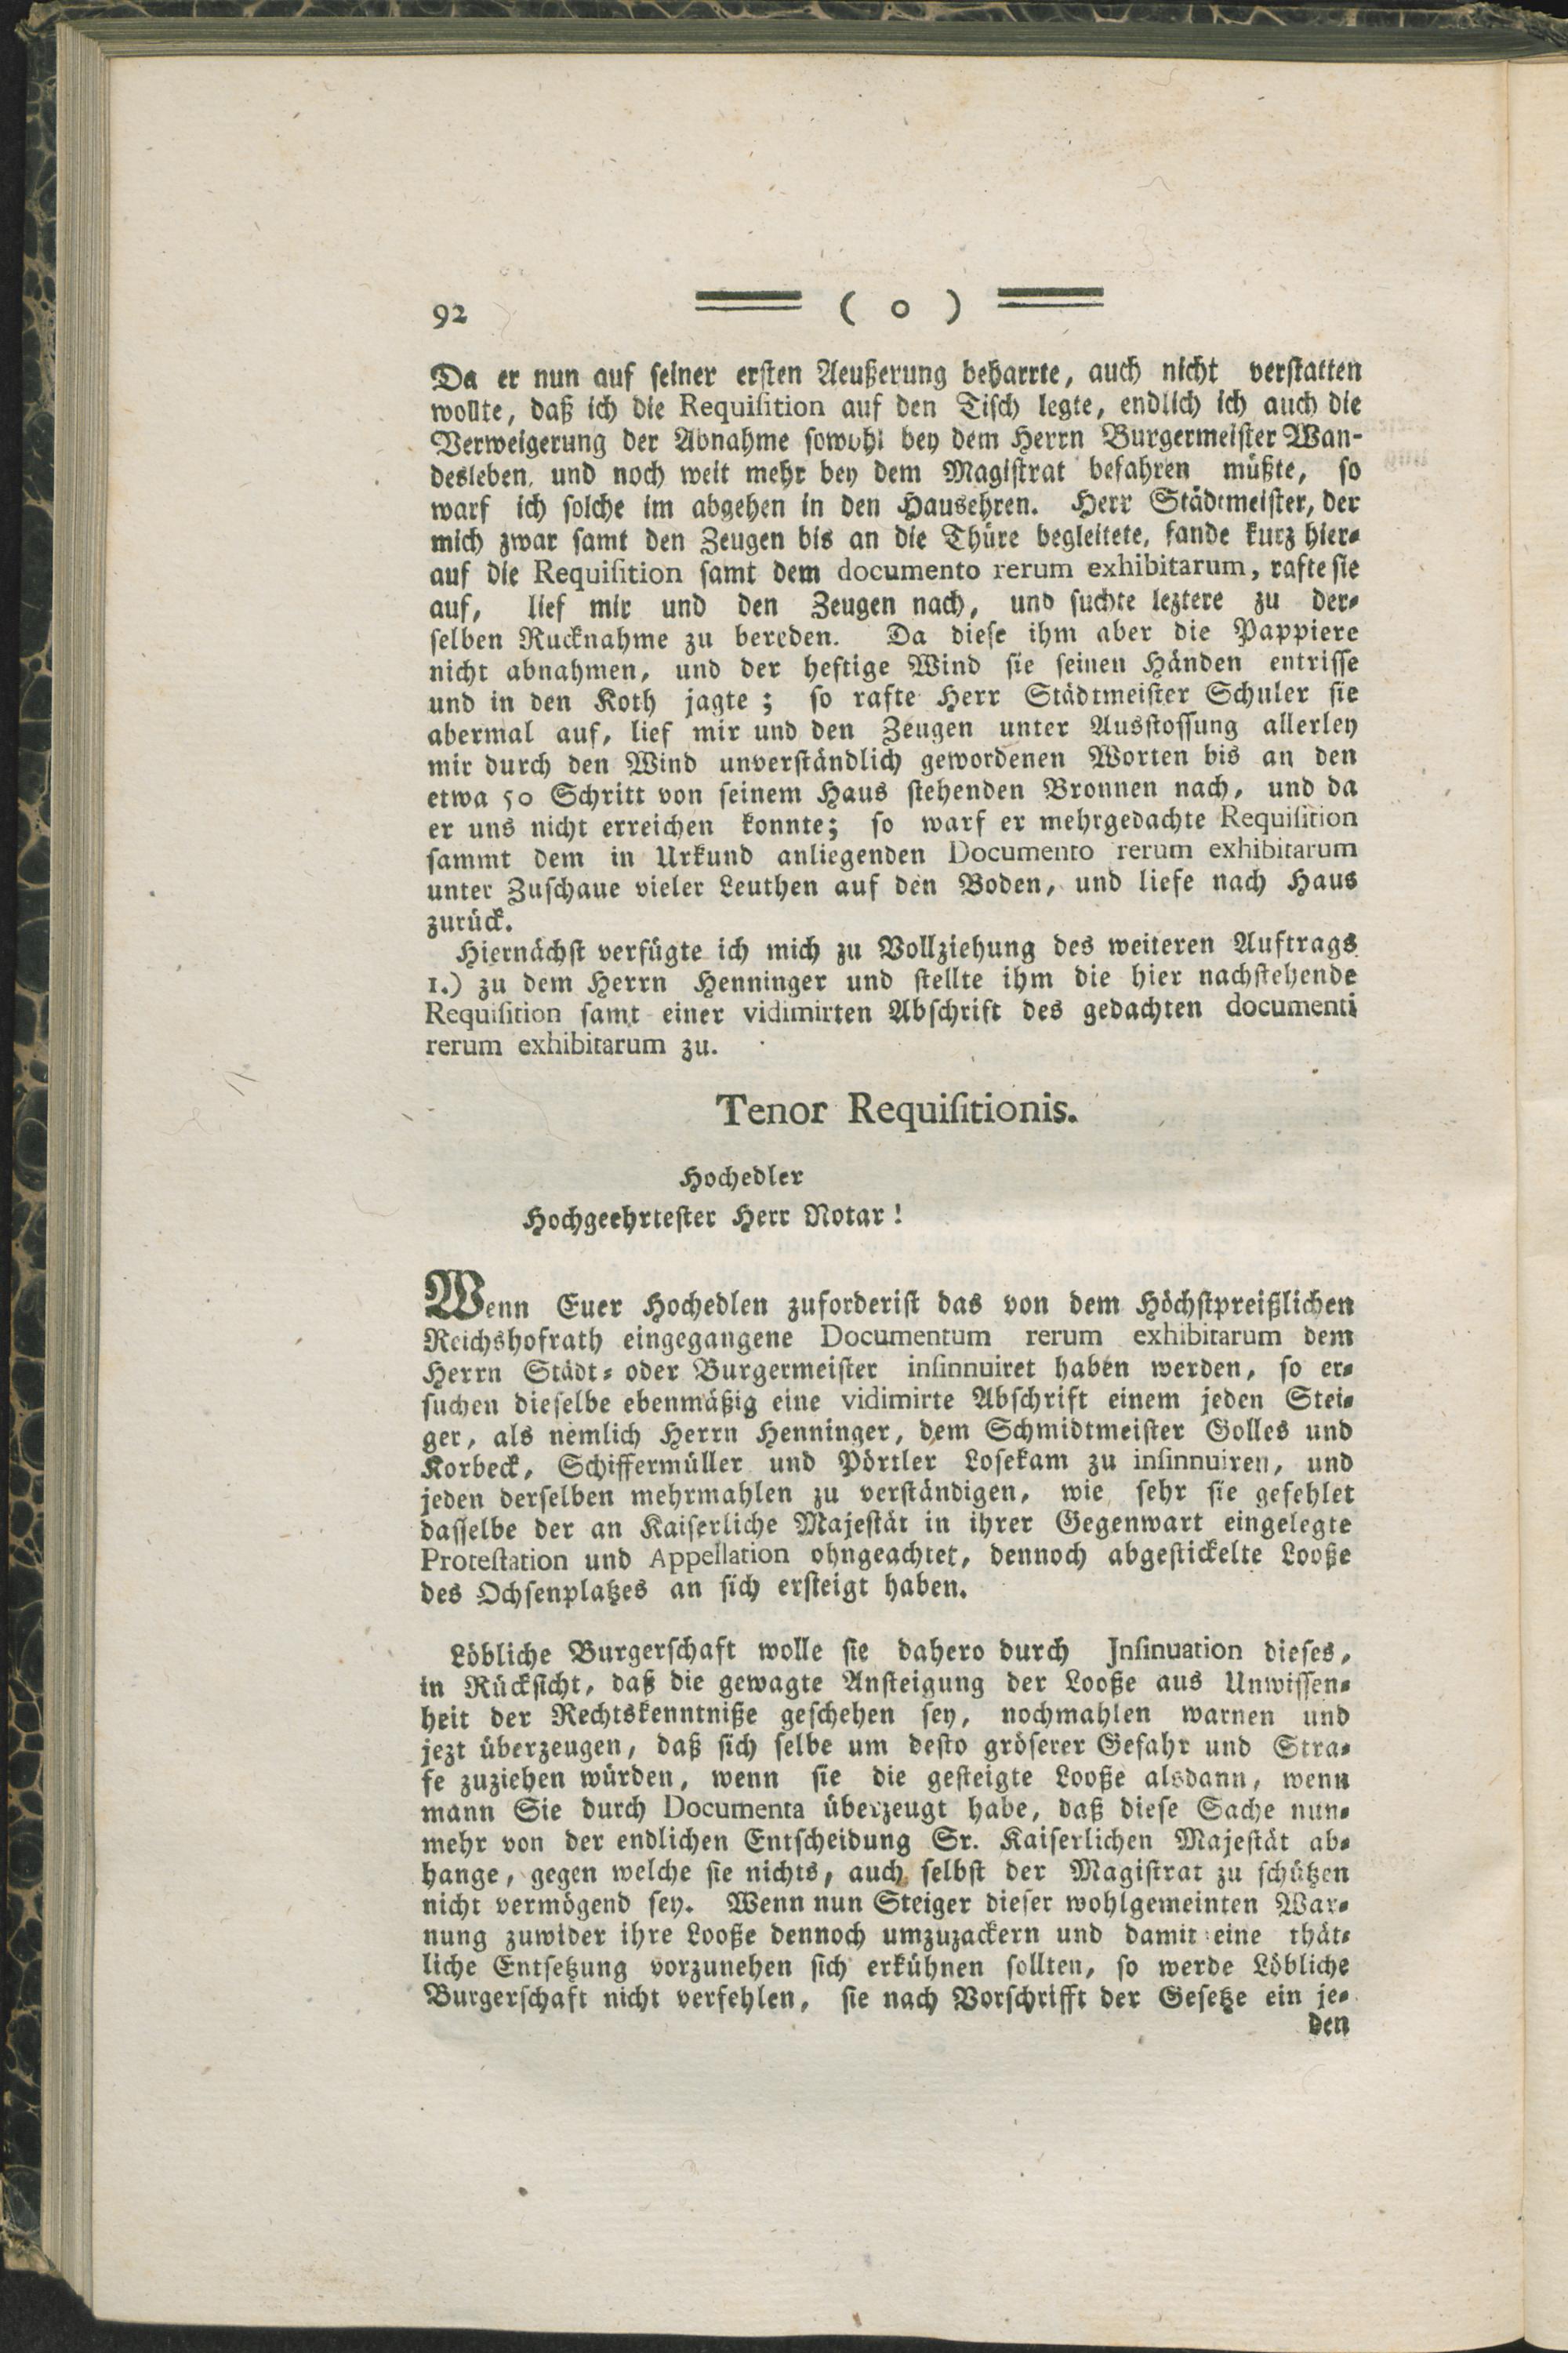 92 ( o )
Da er nun auf seiner ersten Aeußerung beharrte, auch nicht verstatten
wollte, daß ich die Requisition auf den Tisch legte, endlich ich auch die
Verweigerung der Abnahme sowohl bey dem Herrn Burgermeister Wan-
desleben, und noch weit mehr bey dem Magistrat befahren müßte, so
warf ich solche im abgehen in den Hausehren. Herr Städtmeister, der
mich zwar samt den Zeugen bis an die Thüre begleitete, fande kurz hier-
auf die Requisition samt dem documento rerum exhibitarum, rafte sie
auf, lief mir und den Zeugen nach, und suchte leztere zu der-
selben Rucknahme zu bereden. Da diese ihm aber die Pappiere
nicht abnahmen, und der heftige Wind sie seinen Händen entrisse
und in den Koth jagte; so rafte Herr Städtmeister Schuler sie
abermal auf, lief mir und den Zeugen unter Ausstossung allerley
mir durch den Wind unverständlich gewordenen Worten bis an den
etwa 50 Schritt von seinem Haus stehenden Bronnen nach, und da
er uns nicht erreichen konnte; so warf er mehrgedachte Requisition
sammt dem in Urkund anliegenden Documento rerum exhibitarum
unter Zuschaue vieler Leuthen auf den Boden, und liefe nach Haus
zurück.
Hiernächst verfügte ich mich zu Vollziehung des weiteren Auftrags
1.) zu dem Herrn Henninger und stellte ihm die hier nachstehende
Requisition samt einer vidimirten Abschrift des gedachten documenti
rerum exhibitarum zu.
Tenor Requisitionis.
Hochedler
Hochgeehrtester Herr Notar!
Wenn Euer Hochedlen zuforderist das von dem Höchstpreißlichen
Reichshofrath eingegangene Documentum rerum exhibitarum dem
Herrn Städt- oder Burgermeister insinnuiret haben werden, so er-
suchen dieselbe ebenmäßig eine vidimirte Abschrift einem jeden Stei-
ger, als nemlich Herrn Henninger, dem Schmidtmeister Golles und
Korbeck, Schiffermüller und Pörtler Losekam zu insinnuiren, und
jeden derselben mehrmahlen zu verständigen, wie sehr sie gefehlet
dasselbe der an Kaiserliche Majestät in ihrer Gegenwart eingelegte
Protestation und Appellation ohngeachtet, dennoch abgestickelte Looße
des Ochsenplatzes an sich ersteigt haben.
Löbliche Burgerschaft wolle sie dahero durch Insinuation dieses,
in Rücksicht, daß die gewagte Ansteigung der Looße aus Unwissen-
heit der Rechtskenntniße geschehen sey, nochmahlen warnen und
jezt überzeugen, daß sich selbe um desto gröserer Gefahr und Stra-
fe zuziehen würden, wenn sie die gesteigte Looße alsdann, wenn
mann Sie durch Documenta überzeugt habe, daß diese Sache nun-
mehr von der endlichen Entscheidung Sr. Kaiserlichen Majestät ab-
hange, gegen welche sie nichts, auch selbst der Magistrat zu schützen
nicht vermögend sey. Wenn nun Steiger dieser wohlgemeinten War-
nung zuwider ihre Looße dennoch umzuzackern und damit eine thät-
liche Entsetzung vorzunehen sich erkühnen sollten, so werde Löbliche
Burgerschaft nicht verfehlen, sie nach Vorschrifft der Gesetze ein je-
den